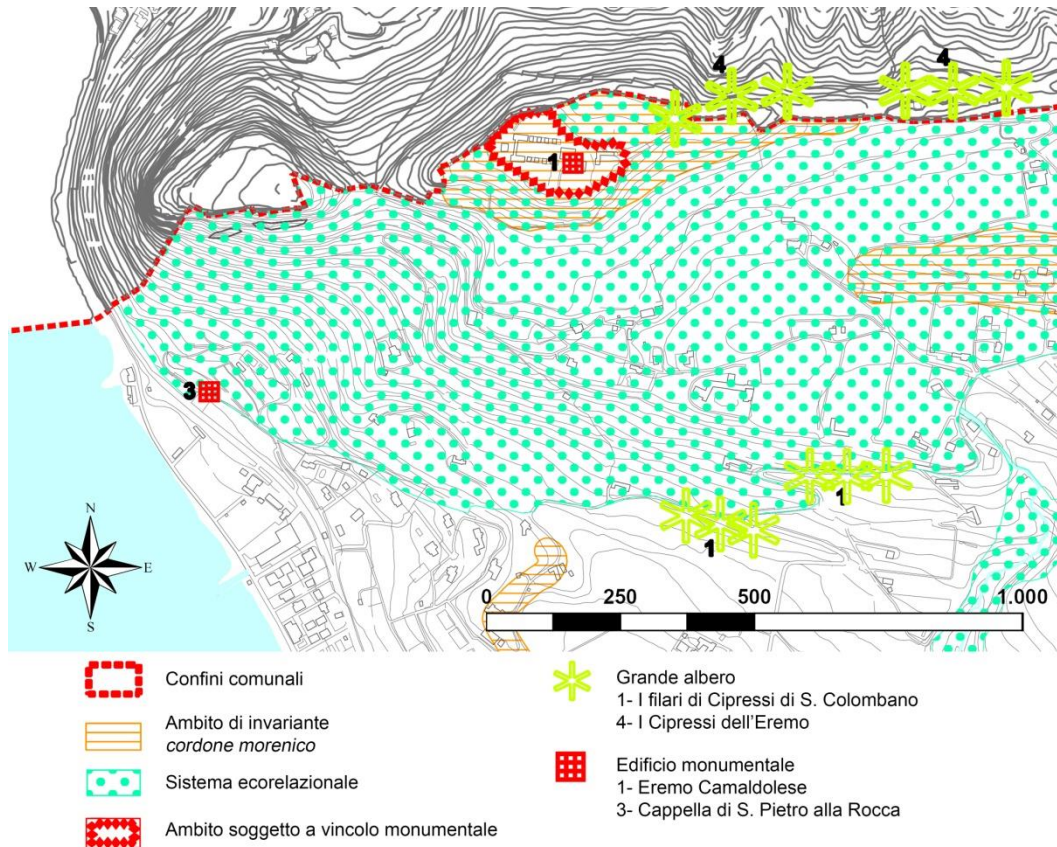 4
4
1
3
1
1
N
W
E
S
0
250
500
1.000
Confini comunali
Ambito di invariante
cordone morenico
Sistema ecorelazionale
Ambito soggetto a vincolo monumentale
Grande albero
1- I filari di Cipressi di S. Colombano
4- I Cipressi dell'Eremo
Edificio monumentale
1- Eremo Camaldolese
3- Cappella di S. Pietro alla Rocca